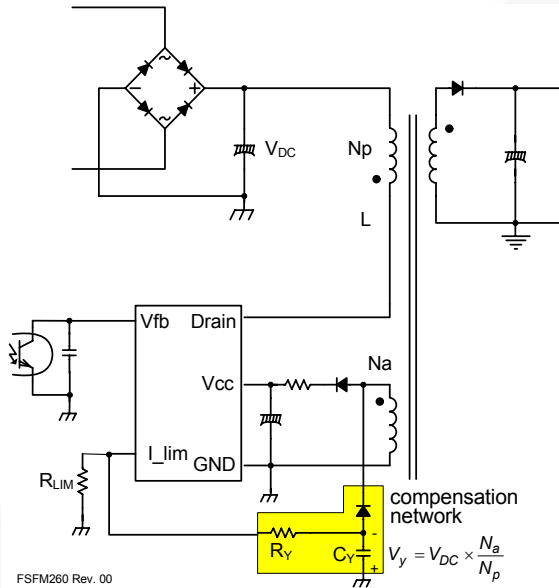 ~
− +
~
V_DC
Np
L
Vfb Drain
Na
Vcc
I_lim
GND
R_LIM
compensation
network
R_Y
C_Y
-
+
V_y = V_DC × N_a / N_p
FSFM260 Rev. 00